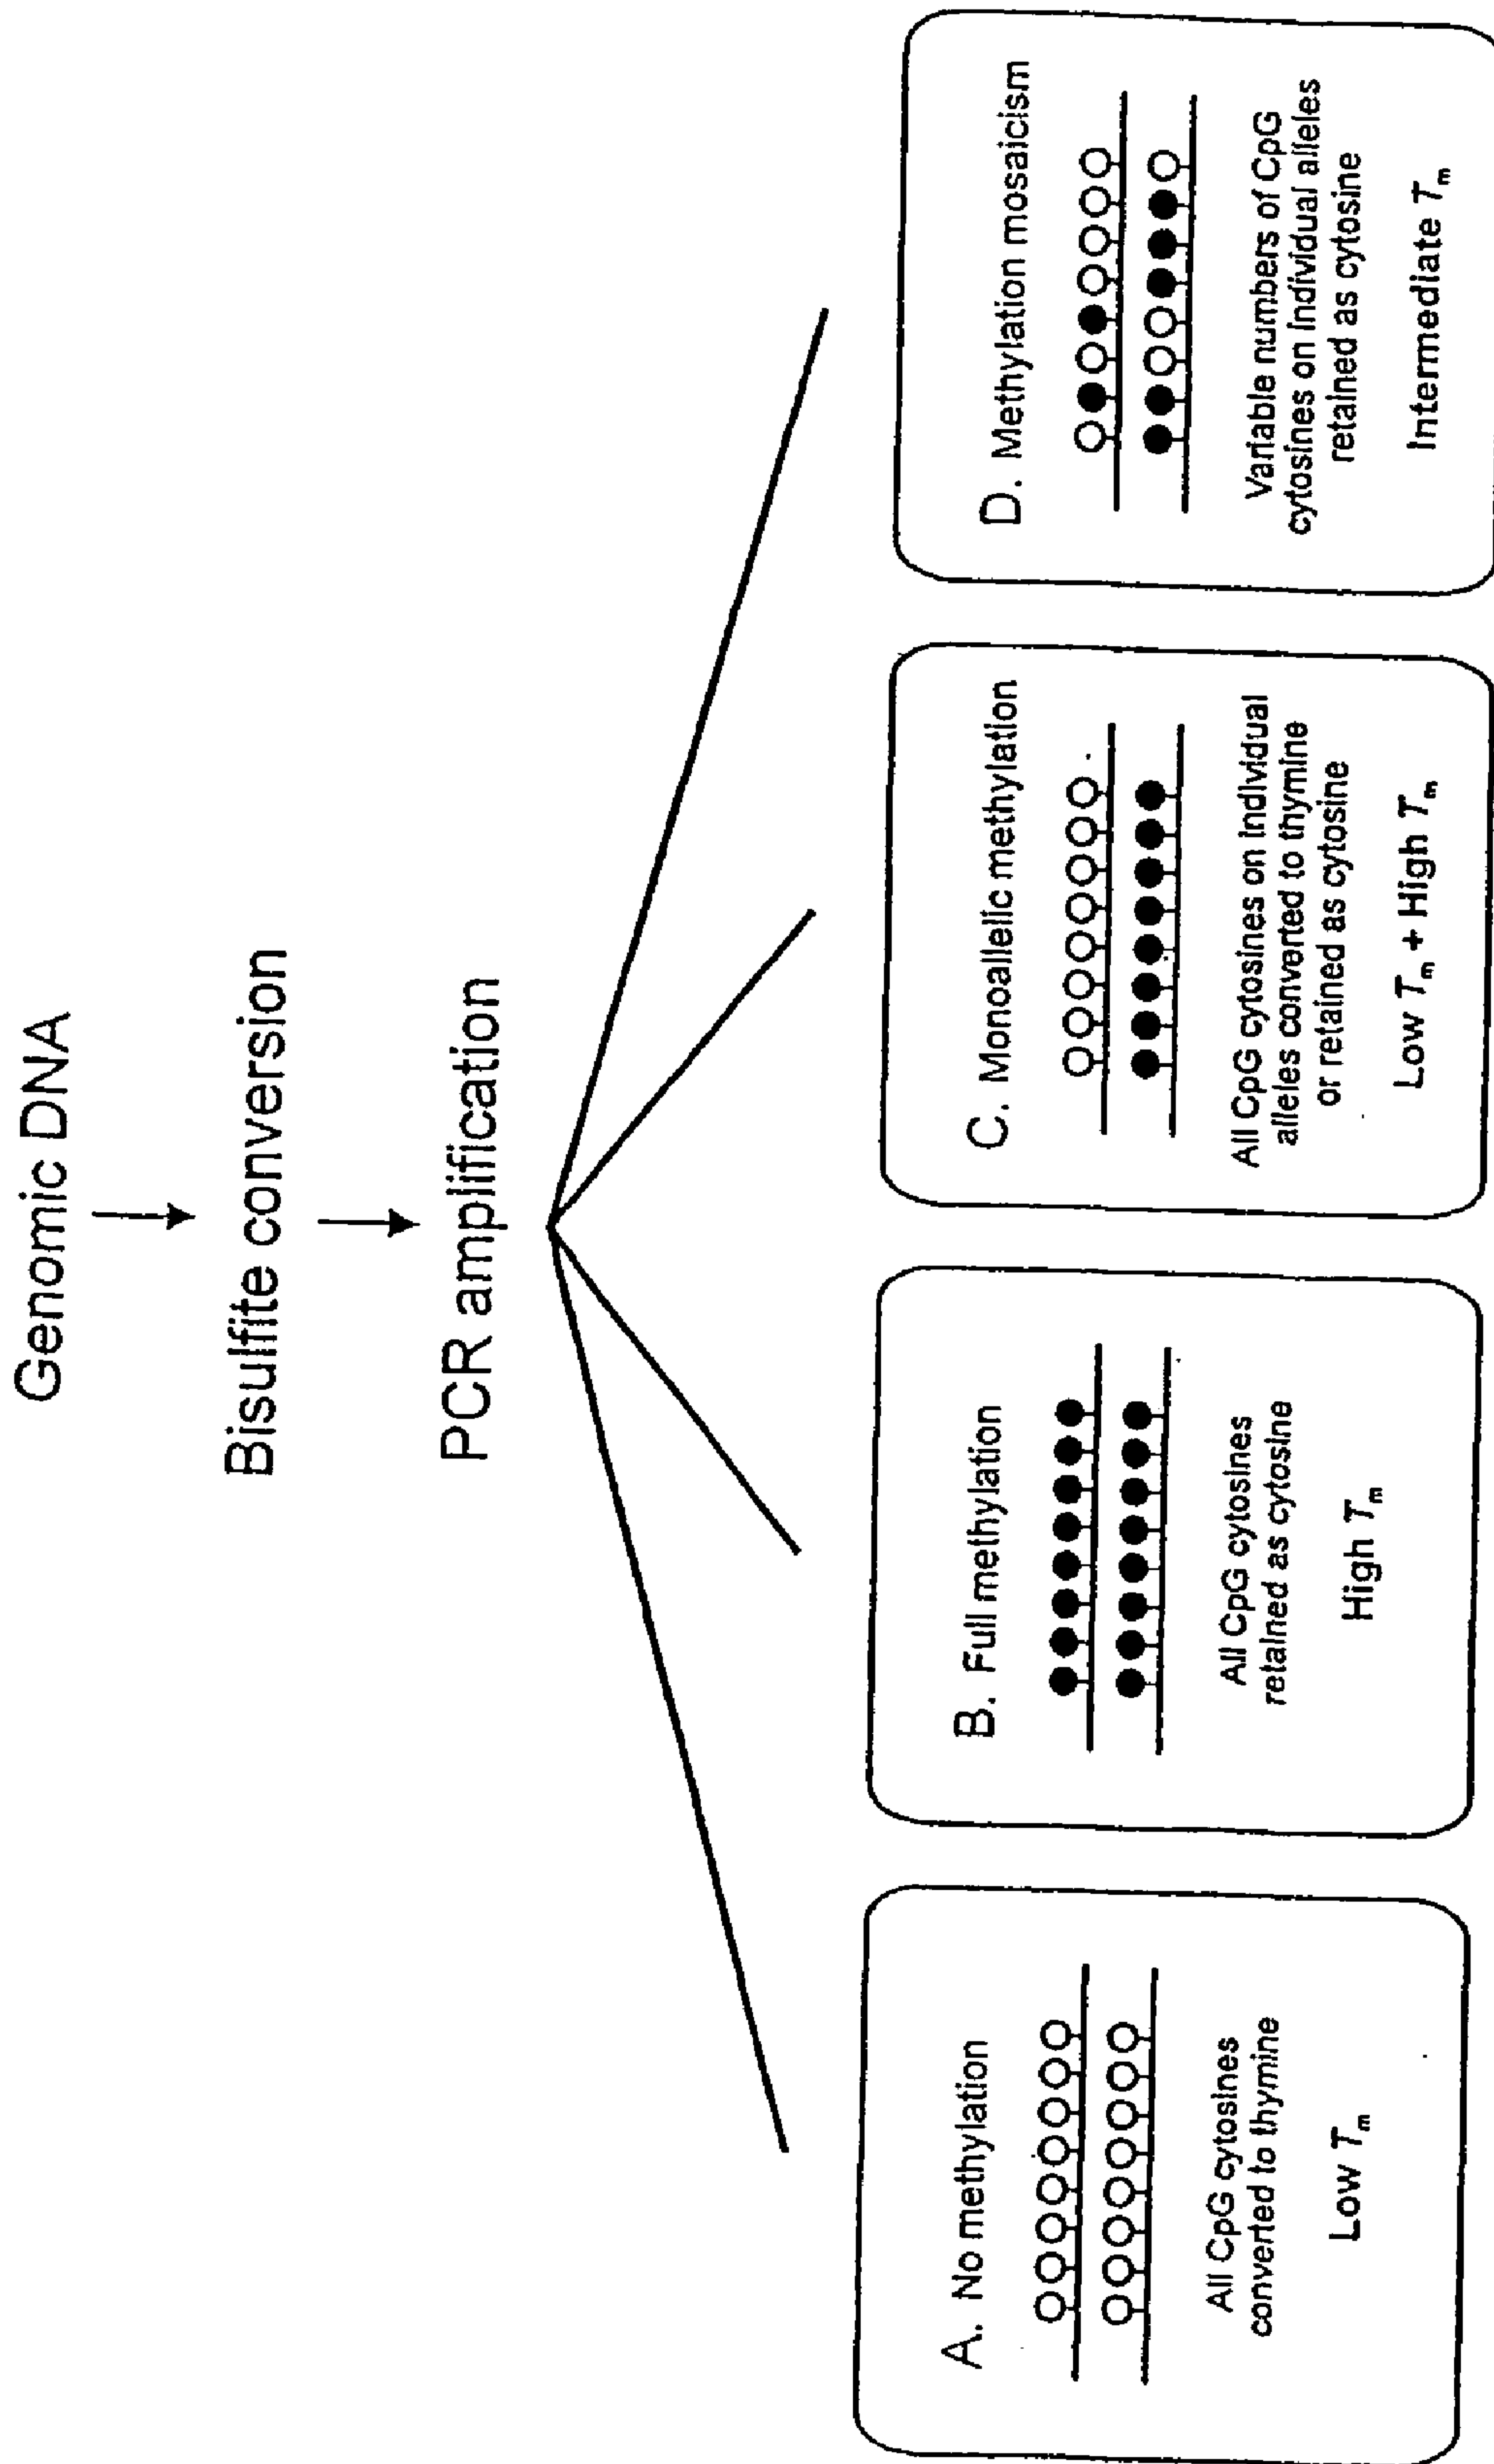 Genomic DNA
Bisulfite conversion
PCR amplification
A. No methylation
All CpG cytosines
converted to thymine
Low Tm
B. Full methylation
All CpG cytosines
retained as cytosine
High Tm
C. Monoallelic methylation
All CpG cytosines on individual
alleles converted to thymine
or retained as cytosine
Low Tm + High Tm
D. Methylation mosaicism
Variable numbers of CpG
cytosines on individual alleles
retained as cytosine
Intermediate Tm